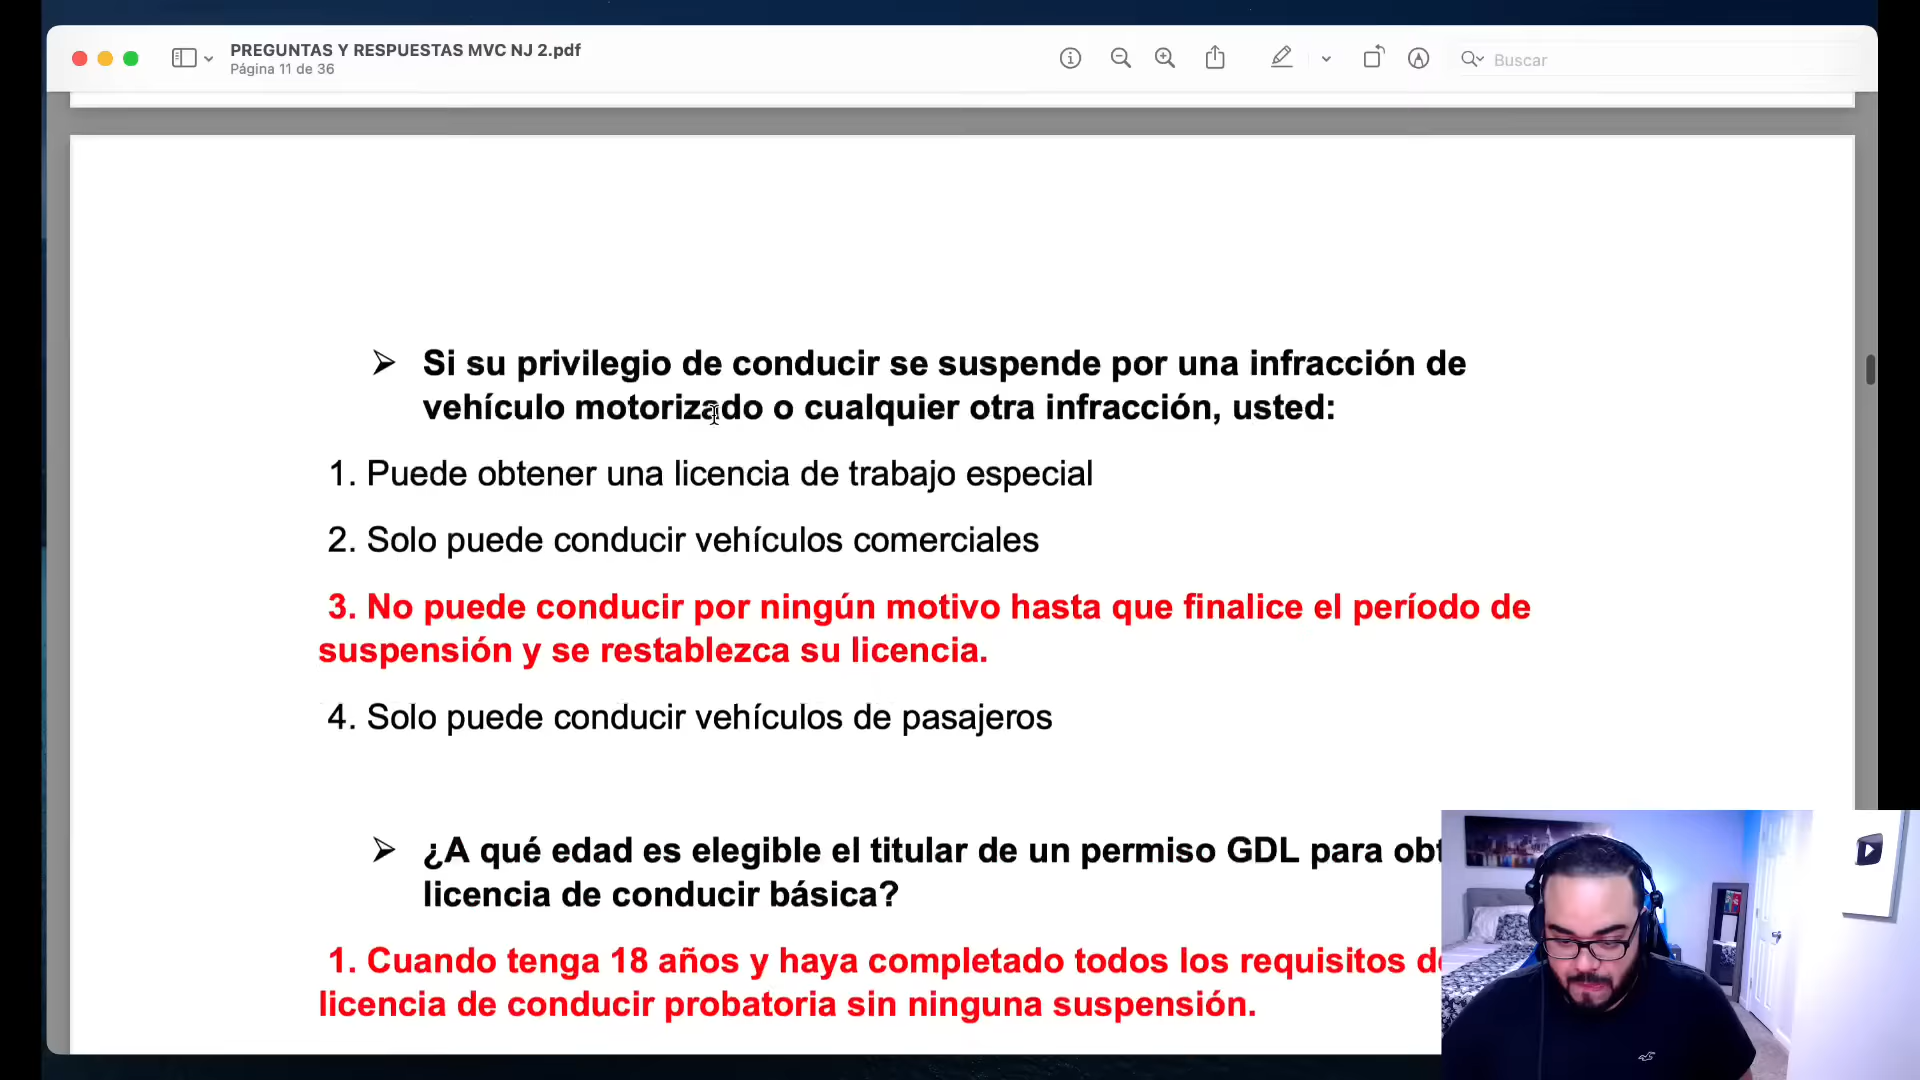 PREGUNTAS Y RESPUESTAS MVC NJ 2.pdf
Página 11 de 36
Buscar
➢ Si su privilegio de conducir se suspende por una infracción de
vehículo motorizado o cualquier otra infracción, usted:
1. Puede obtener una licencia de trabajo especial
2. Solo puede conducir vehículos comerciales
3. No puede conducir por ningún motivo hasta que finalice el período de
suspensión y se restablezca su licencia.
4. Solo puede conducir vehículos de pasajeros
➢ ¿A qué edad es elegible el titular de un permiso GDL para
licencia de conducir básica?
1. Cuando tenga 18 años y haya completado todos los requisitos
licencia de conducir probatoria sin ninguna suspensión.